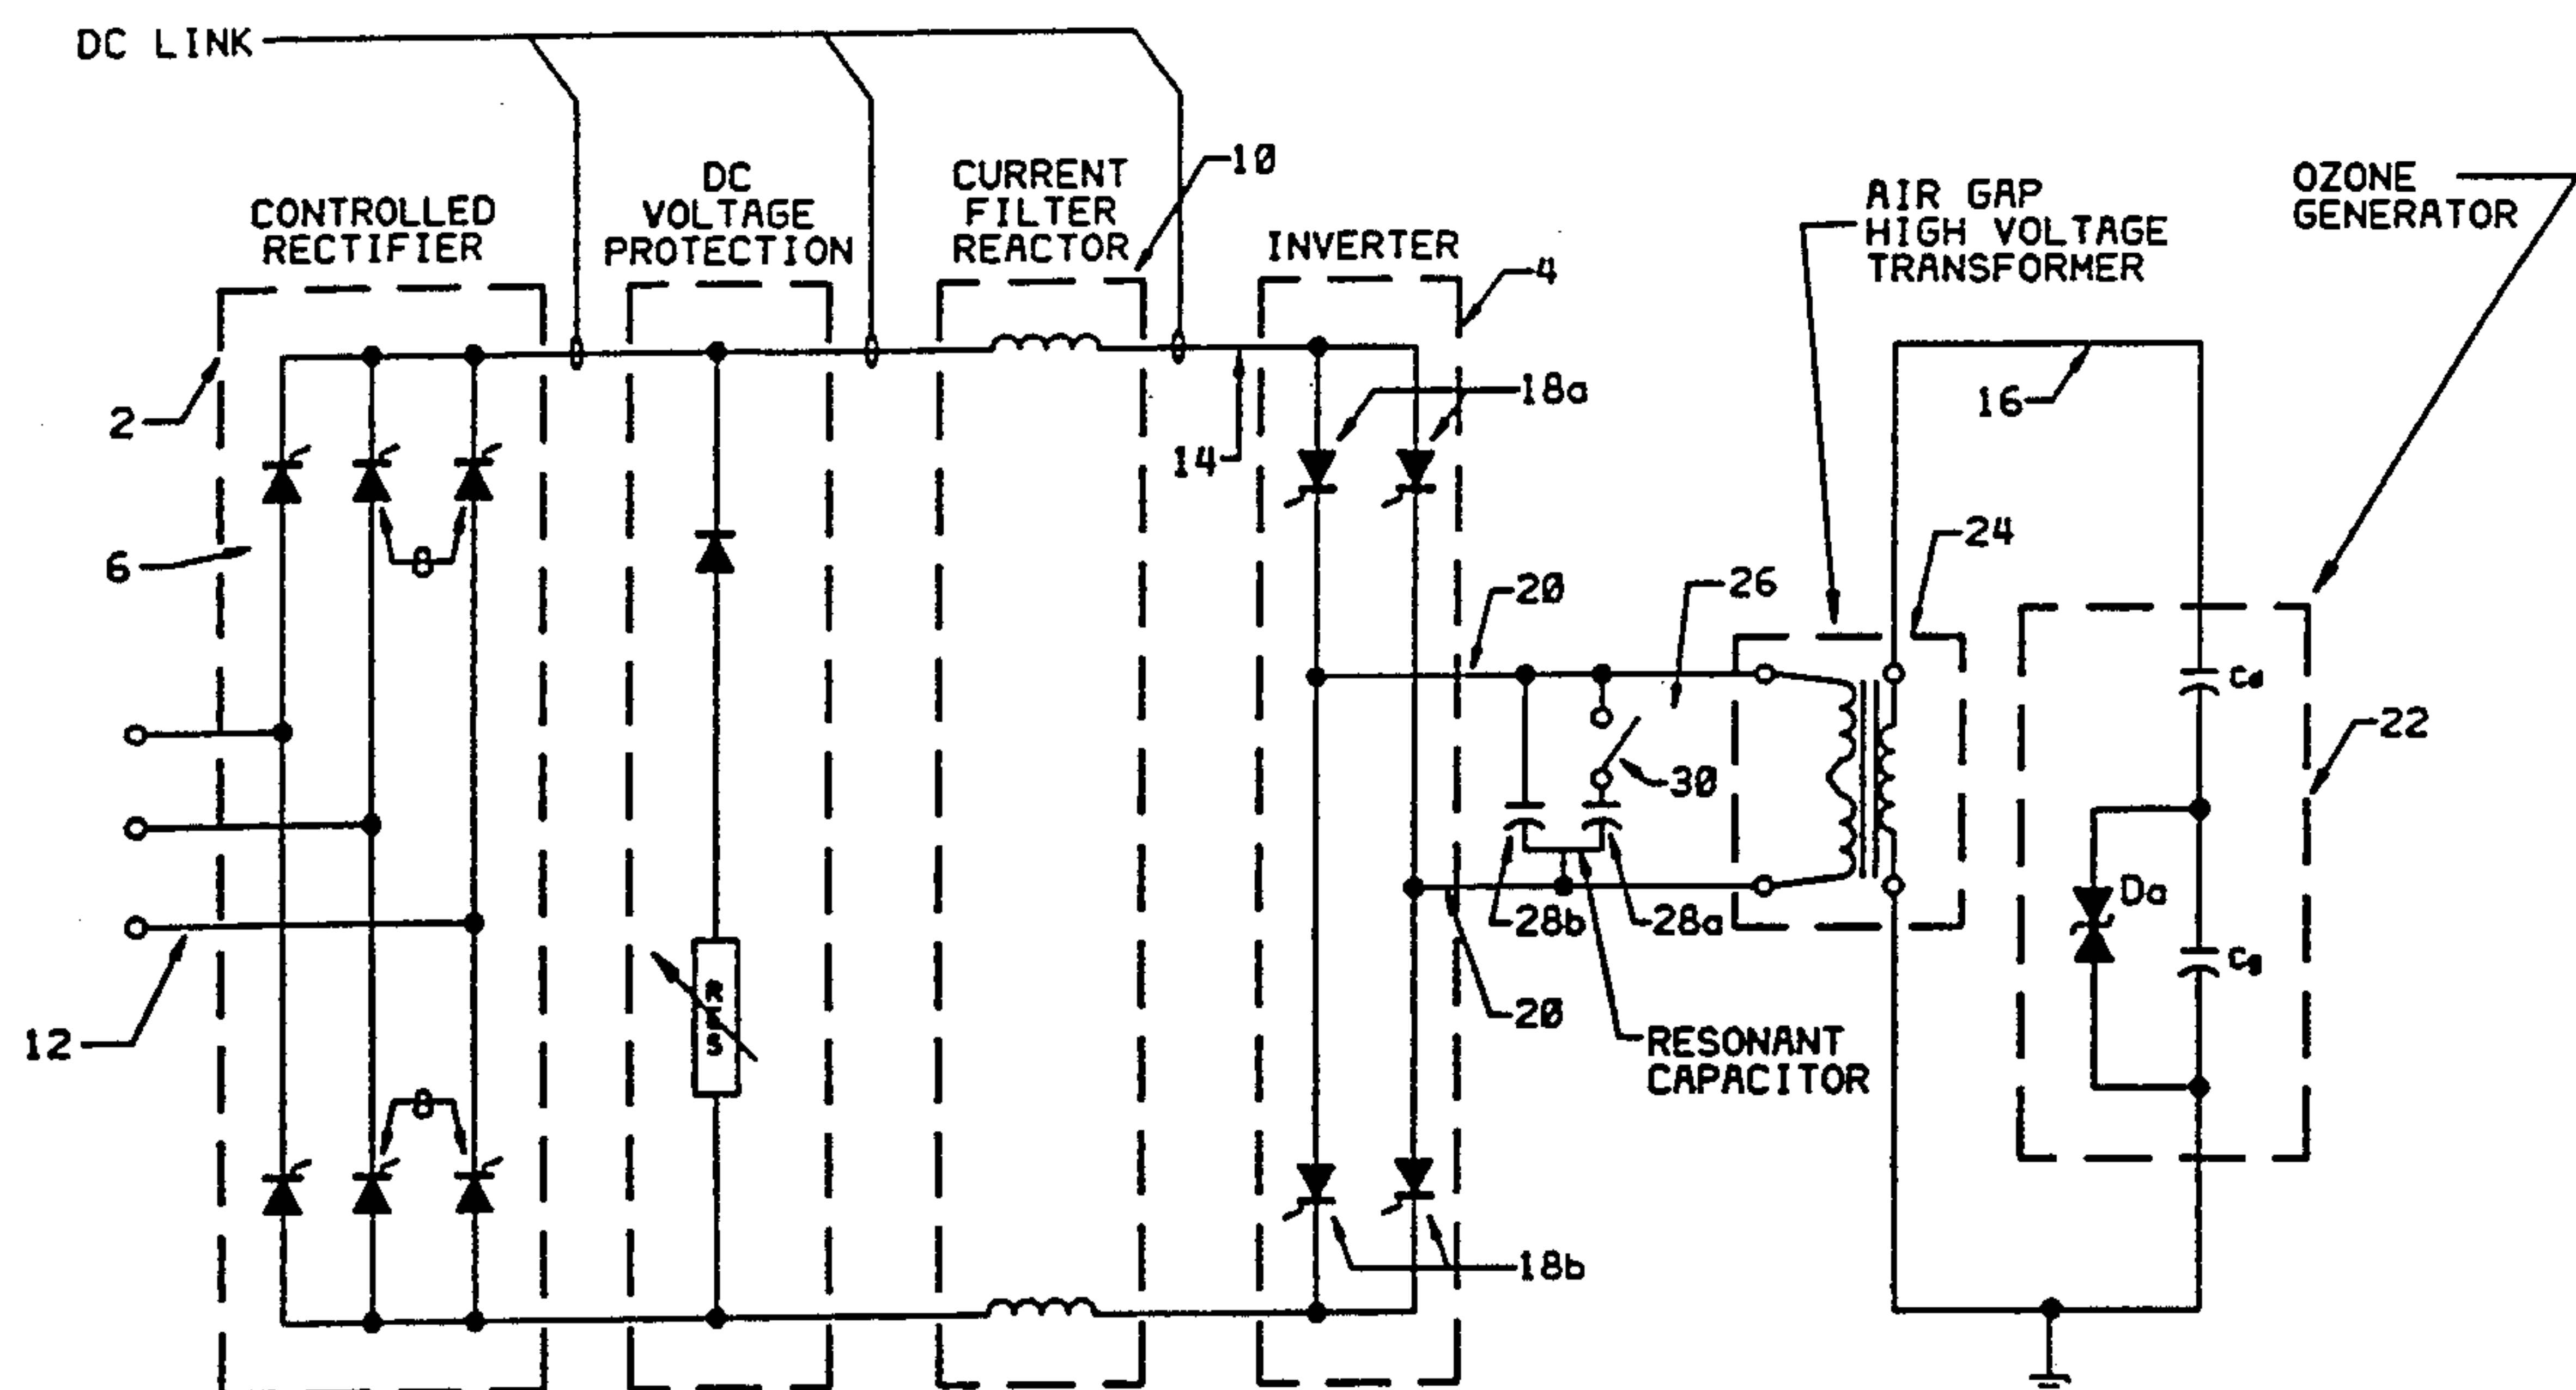 DC LINK
CONTROLLED
RECTIFIER
DC
VOLTAGE
PROTECTION
CURRENT
FILTER
REACTOR
10
INVERTER
4
AIR GAP
HIGH VOLTAGE
TRANSFORMER
OZONE
GENERATOR
2
6
8
12
14
18a
16
24
20
26
30
28b
28a
20
RESONANT
CAPACITOR
Cd
22
Da
Cg
8
18b